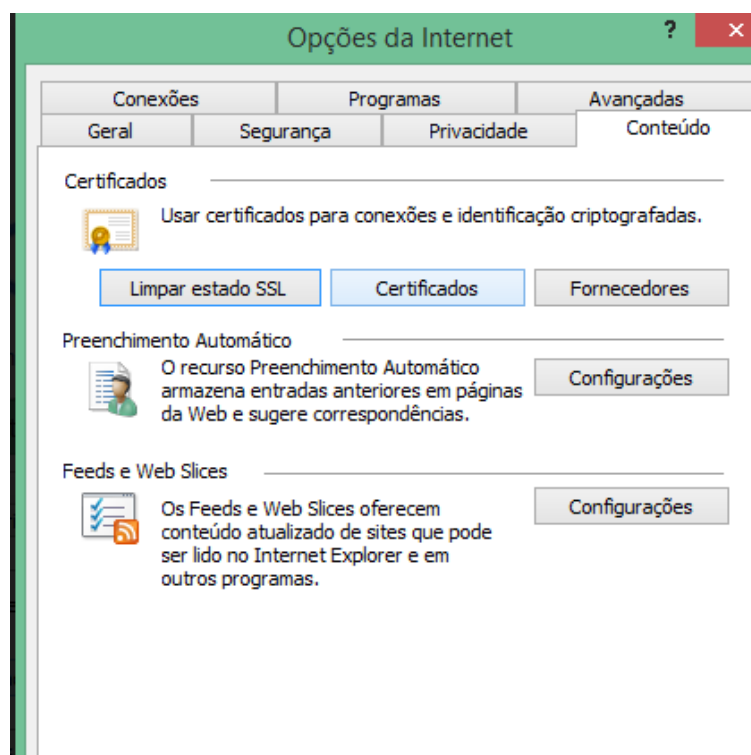 Opções da Internet
?
×
Conexões
Programas
Avançadas
Geral
Segurança
Privacidade
Conteúdo
Certificados
Usar certificados para conexões e identificação criptografadas.
Limpar estado SSL
Certificados
Fornecedores
Preenchimento Automático
O recurso Preenchimento Automático
armazena entradas anteriores em páginas
da Web e sugere correspondências.
Configurações
Feeds e Web Slices
Os Feeds e Web Slices oferecem
conteúdo atualizado de sites que pode
ser lido no Internet Explorer e em
outros programas.
Configurações